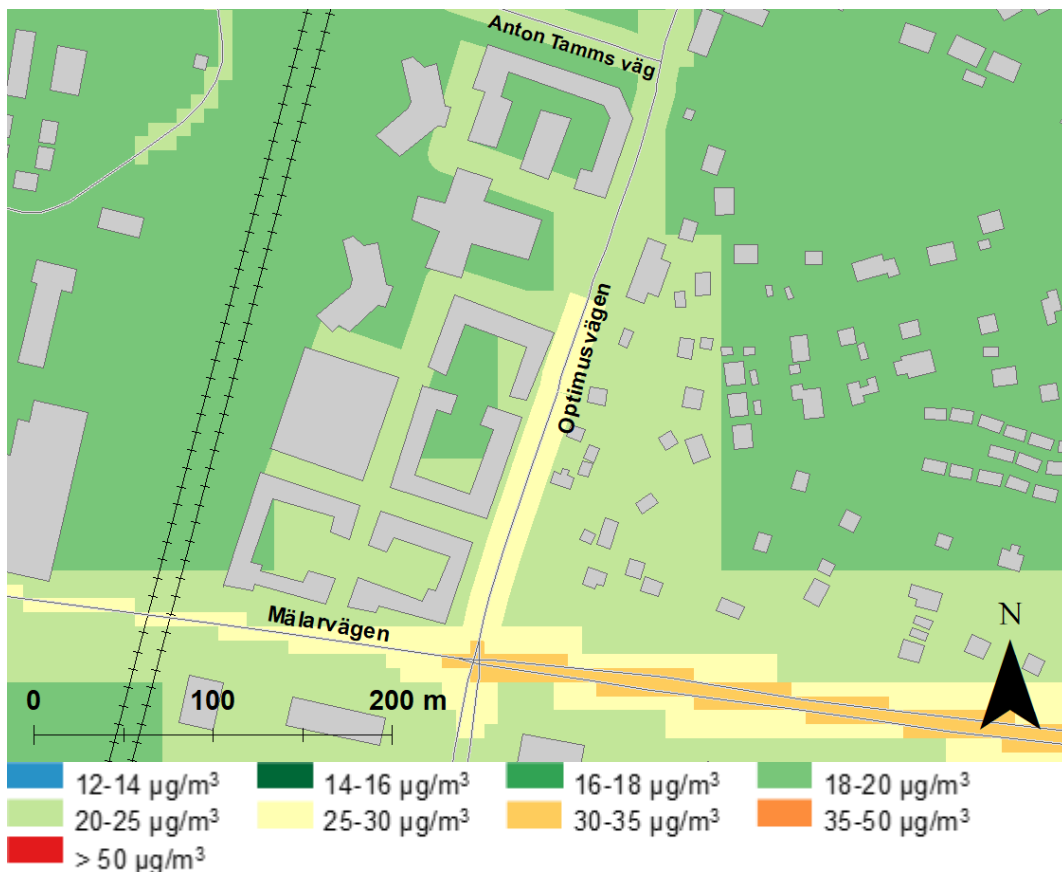 Anton Tamms väg
Optimusvägen
Mälarvägen
N
0 100 200 m
12-14 µg/m³ 14-16 µg/m³ 16-18 µg/m³ 18-20 µg/m³
20-25 µg/m³ 25-30 µg/m³ 30-35 µg/m³ 35-50 µg/m³
> 50 µg/m³